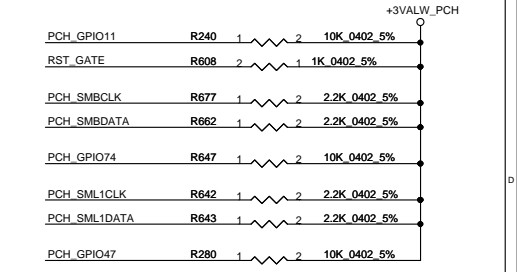 +3VALW_PCH
PCH_GPIO11 R240 1 2 10K_0402_5%
RST_GATE R608 2 1 1K_0402_5%
PCH_SMBCLK R677 1 2 2.2K_0402_5%
PCH_SMBDATA R662 1 2 2.2K_0402_5%
PCH_GPIO74 R647 1 2 10K_0402_5%
D
PCH_SML1CLK R642 1 2 2.2K_0402_5%
PCH_SML1DATA R643 1 2 2.2K_0402_5%
PCH_GPIO47 R280 1 2 10K_0402_5%